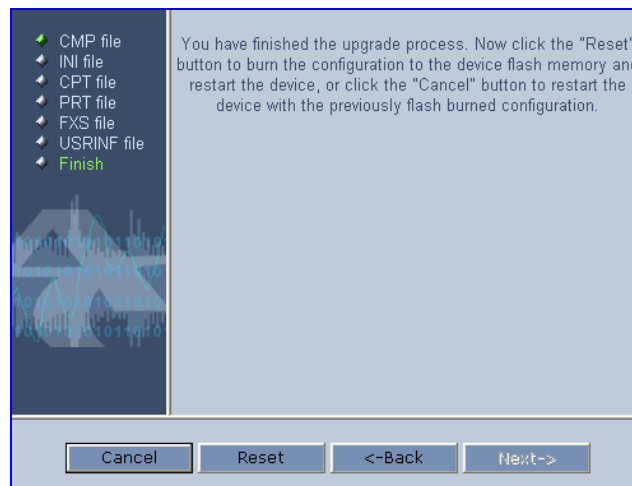 CMP file
INI file
CPT file
PRT file
FXS file
USRINF file
Finish
You have finished the upgrade process. Now click the "Reset"
button to burn the configuration to the device flash memory and
restart the device, or click the "Cancel" button to restart the
device with the previously flash burned configuration.
Cancel
Reset
<-Back
Next->